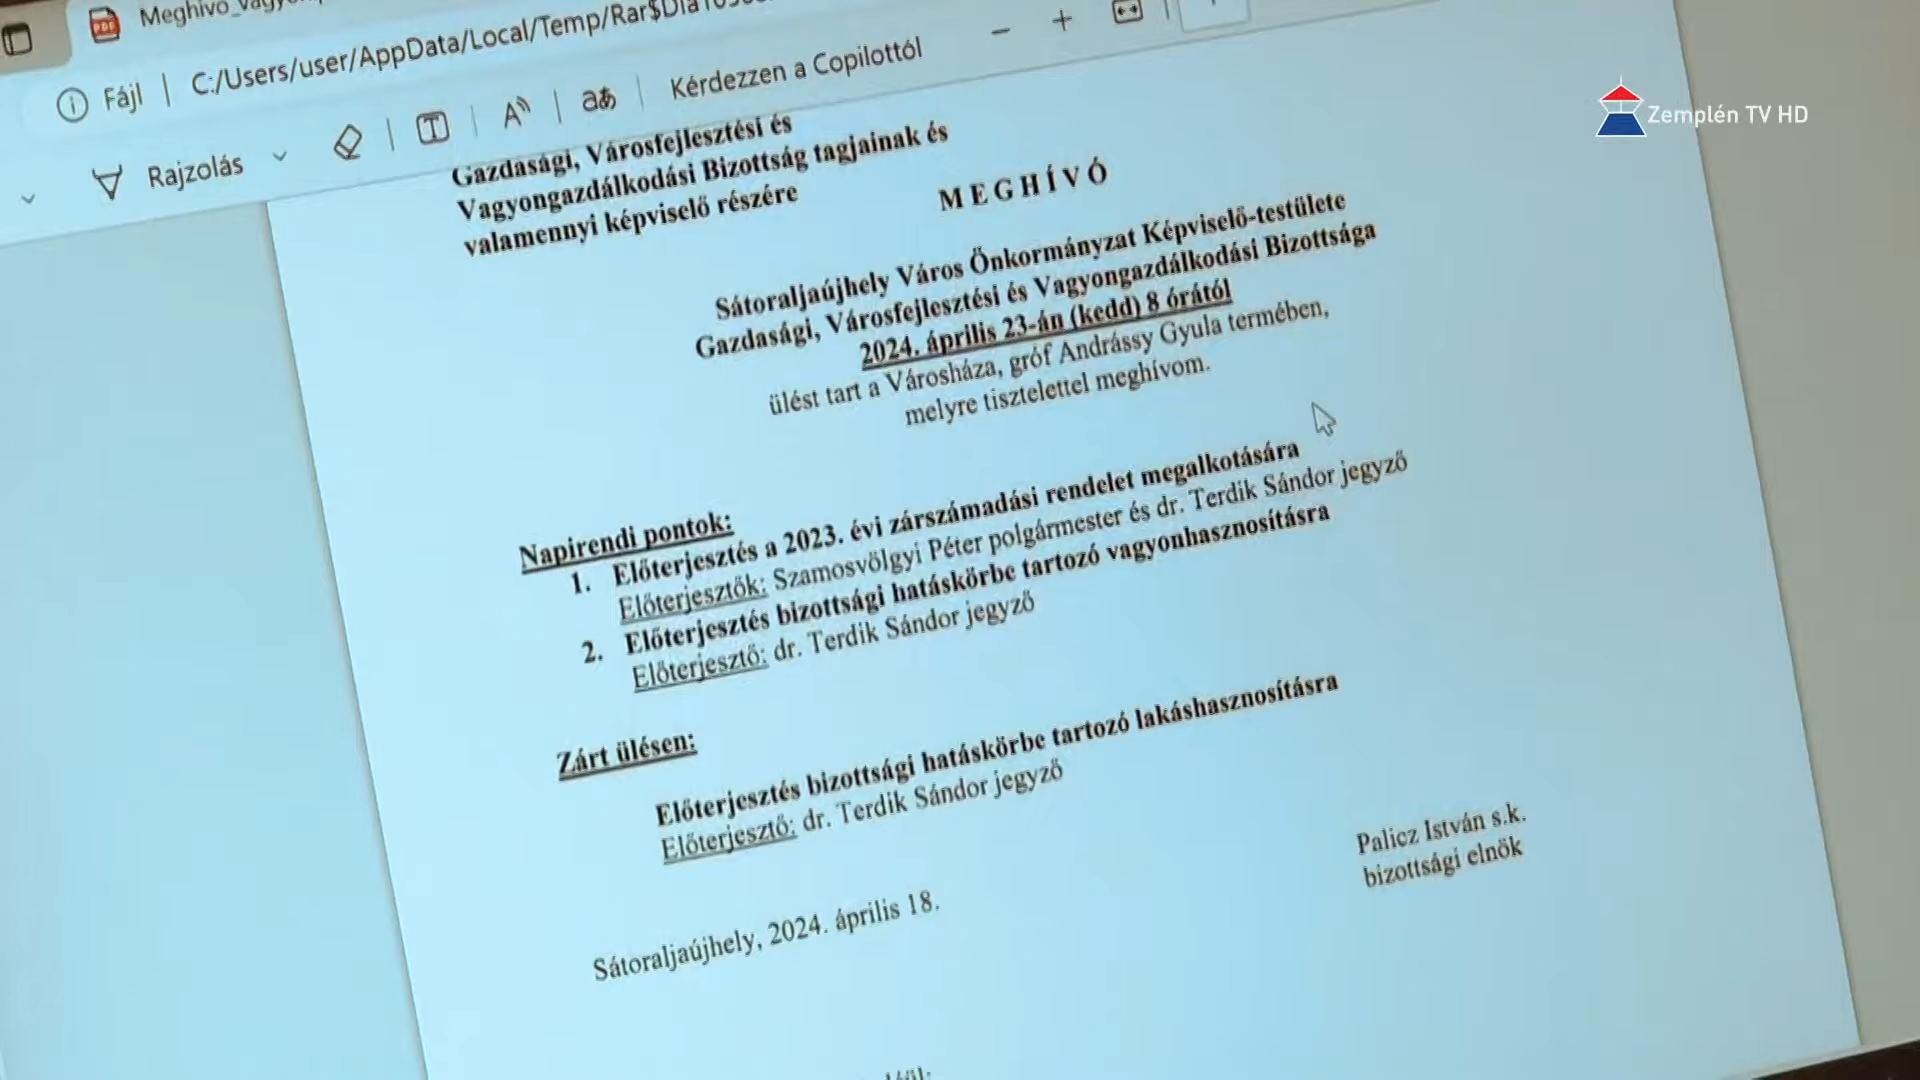 Fájl
C:/Users/user/AppData/Local/Temp/
Rajzolás
Kérdezzen a Copilottól
Zemplén TV HD
Gazdasági, Városfejlesztési és
Vagyongazdálkodási Bizottság tagjainak és
valamennyi képviselő részére
MEGHÍVÓ
Sátoraljaújhely Város Önkormányzat Képviselő-testülete
Gazdasági, Városfejlesztési és Vagyongazdálkodási Bizottsága
2024. április 23-án (kedd) 8 órától
ülést tart a Városháza, gróf Andrássy Gyula termében,
melyre tisztelettel meghívom.
Napirendi pontok:
1. Előterjesztés a 2023. évi zárszámadási rendelet megalkotására
Előterjesztők: Szamosvölgyi Péter polgármester és dr. Terdik Sándor jegyző
2. Előterjesztés bizottsági hatáskörbe tartozó vagyonhasznosításra
Előterjesztő: dr. Terdik Sándor jegyző
Zárt ülésen:
Előterjesztés bizottsági hatáskörbe tartozó lakáshasznosításra
Előterjesztő: dr. Terdik Sándor jegyző
Palicz István s.k.
bizottsági elnök
Sátoraljaújhely, 2024. április 18.